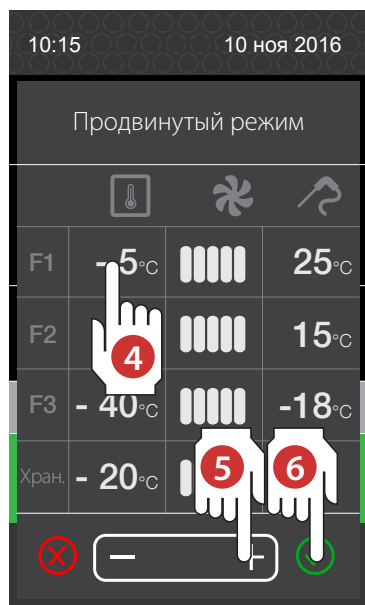 10:15 10 ноя 2016
Продвинутый режим
F1 - 5°C 25°C
F2 15°C
4
F3 - 40°C -18°C
Хран. - 20°C
5 6
− +